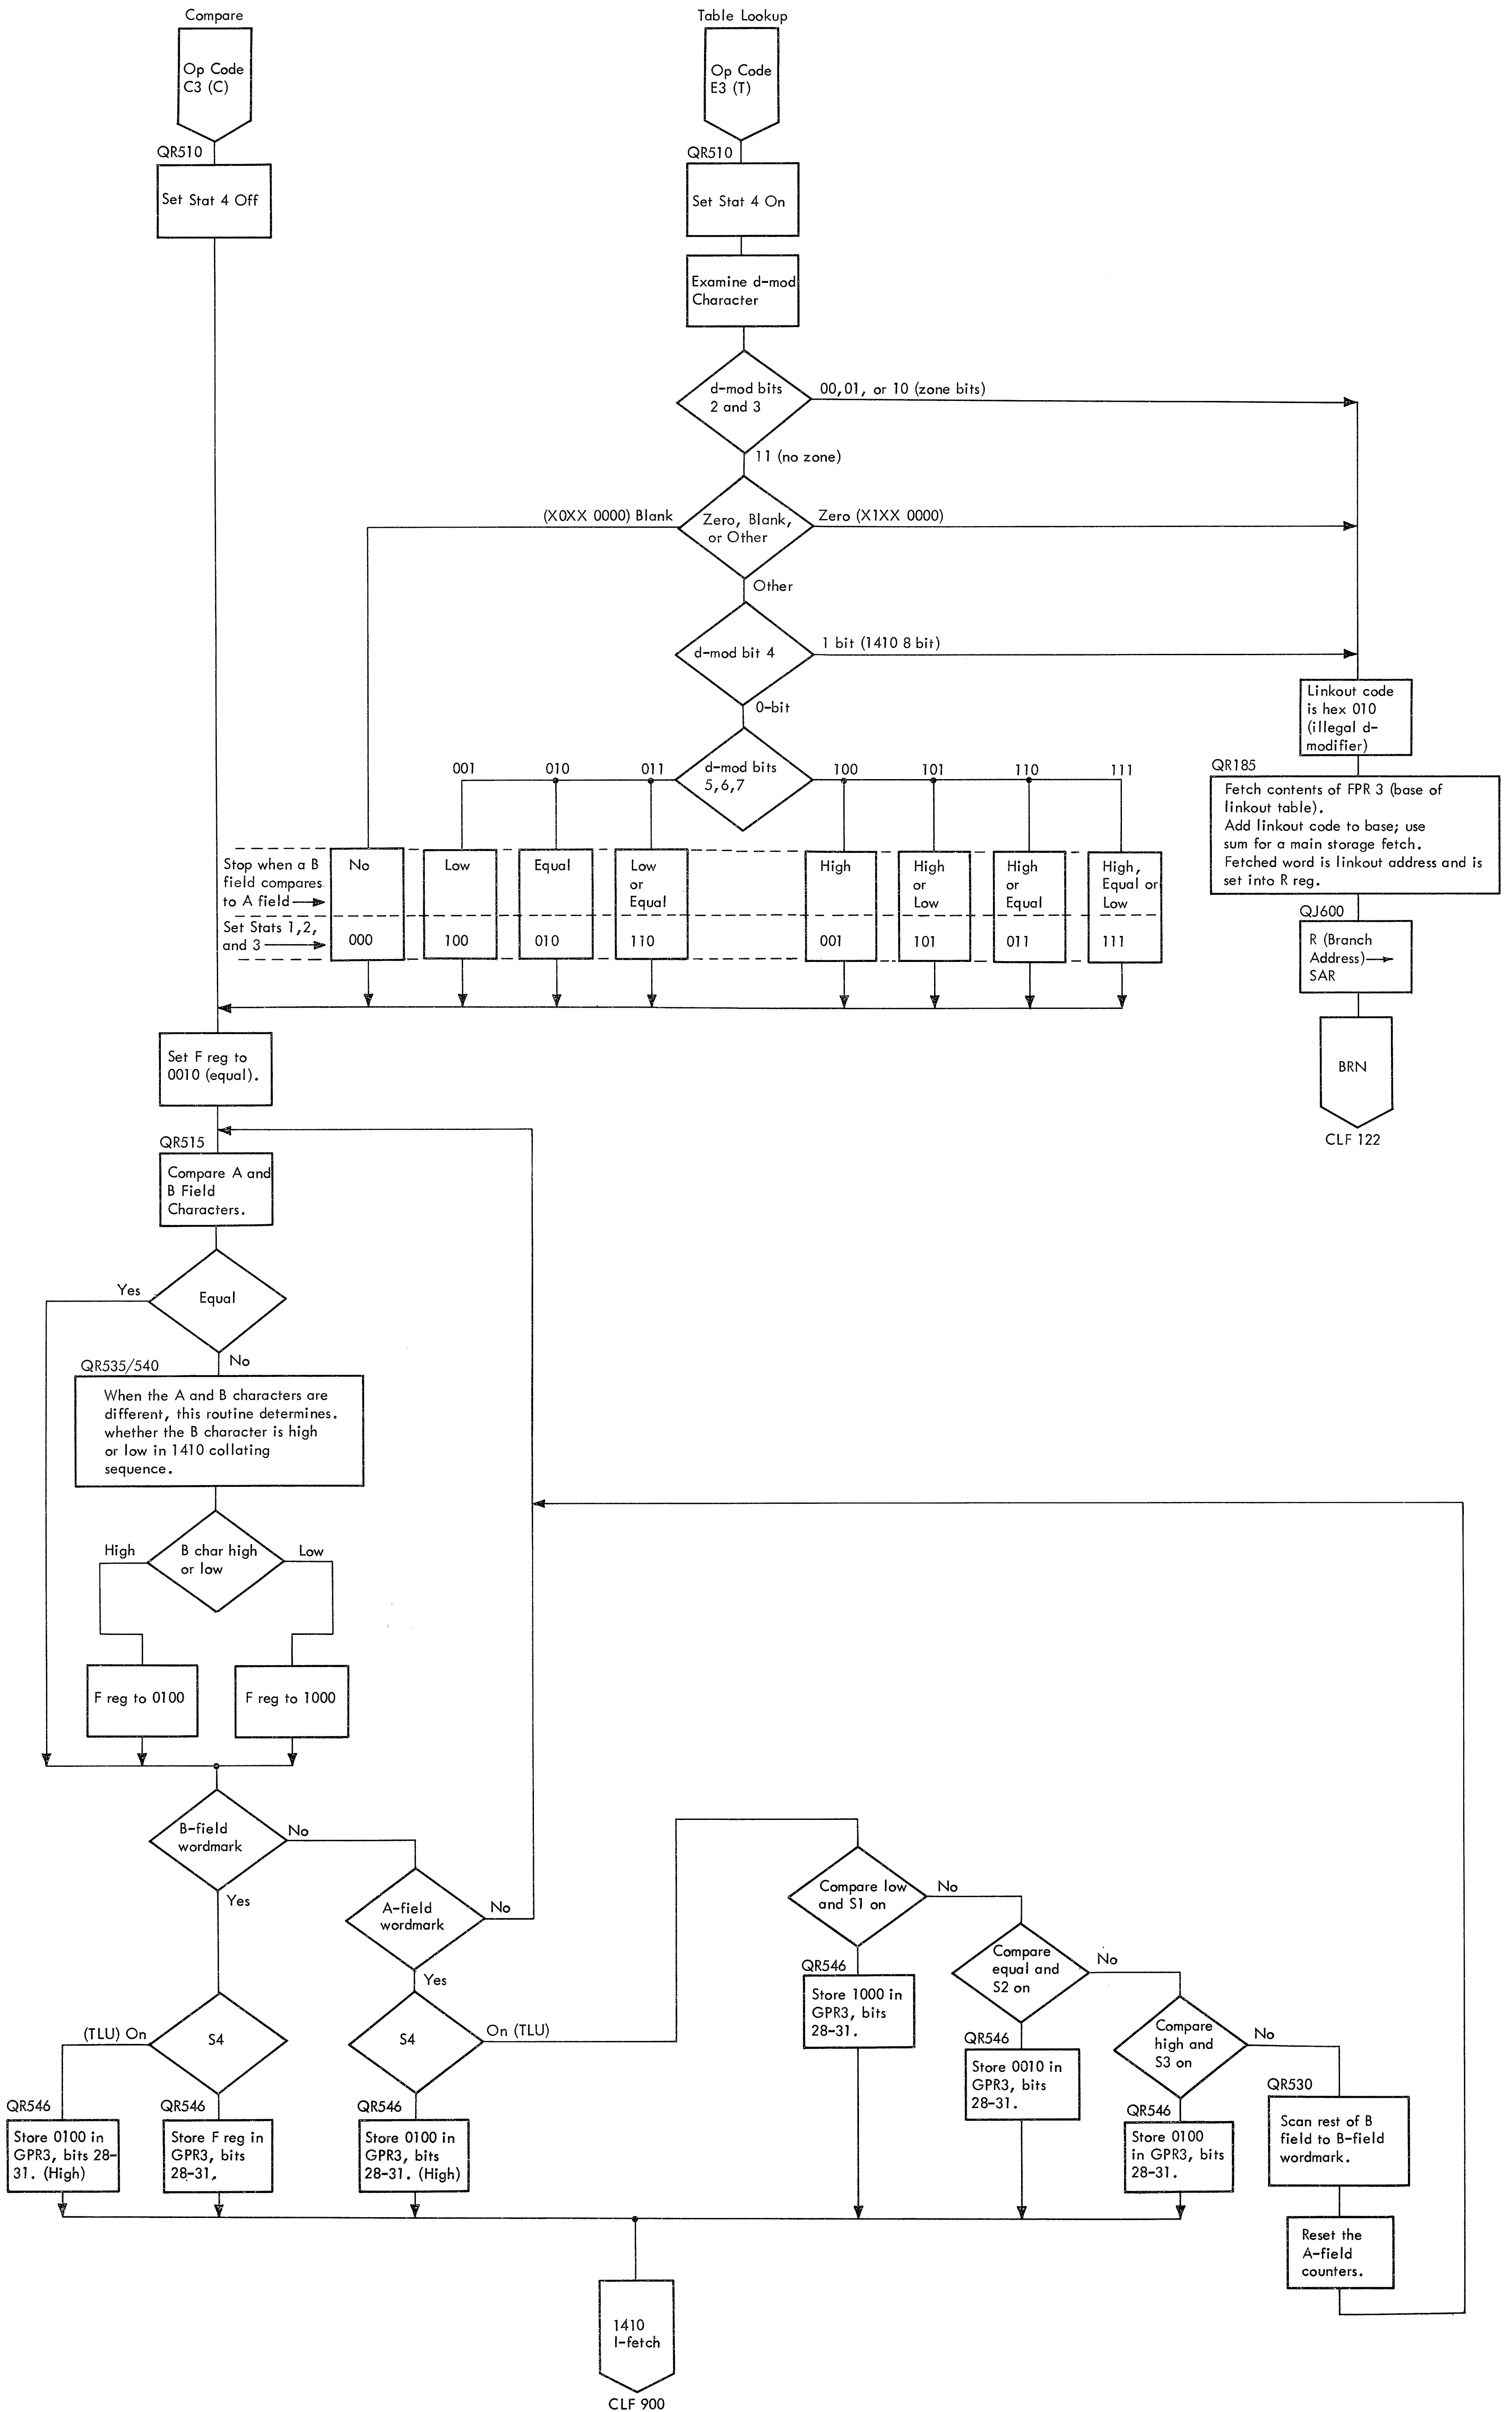 Compare
Table Lookup
Op Code
C3 (C)
Op Code
E3 (T)
QR510
Set Stat 4 Off
QR510
Set Stat 4 On
Examine d-mod
Character
d-mod bits
2 and 3
00,01, or 10 (zone bits)
11 (no zone)
(X0XX 0000) Blank
Zero, Blank,
or Other
Zero (X1XX 0000)
Other
d-mod bit 4
1 bit (1410 8 bit)
0-bit
Linkout code
is hex 010
(illegal d-
modifier)
d-mod bits
5,6,7
001
010
011
100
101
110
111
QR185
Fetch contents of FPR 3 (base of
linkout table).
Add linkout code to base; use
sum for a main storage fetch.
Fetched word is linkout address and is
set into R reg.
Stop when a B
field compares
to A field
No
Low
Equal
Low
or
Equal
High
High
or
Low
High
or
Equal
High,
Equal or
Low
Set Stats 1,2,
and 3
000
100
010
110
001
101
011
111
QJ600
R (Branch
Address)
SAR
BRN
CLF 122
Set F reg to
0010 (equal).
QR515
Compare A and
B Field
Characters.
Equal
Yes
No
QR535/540
When the A and B characters are
different, this routine determines.
whether the B character is high
or low in 1410 collating
sequence.
B char high
or low
High
Low
F reg to 0100
F reg to 1000
B-field
wordmark
No
Yes
A-field
wordmark
No
Yes
Compare low
and S1 on
No
QR546
Store 1000 in
GPR3, bits
28-31.
Compare
equal and
S2 on
No
QR546
Store 0010 in
GPR3, bits
28-31.
Compare
high and
S3 on
No
QR546
Store 0100
in GPR3, bits
28-31.
QR530
Scan rest of B
field to B-field
wordmark.
Reset the
A-field
counters.
(TLU) On
S4
S4
On (TLU)
QR546
Store 0100 in
GPR3, bits 28-
31. (High)
QR546
Store F reg in
GPR3, bits
28-31.
QR546
Store 0100 in
GPR3, bits
28-31. (High)
1410
I-fetch
CLF 900